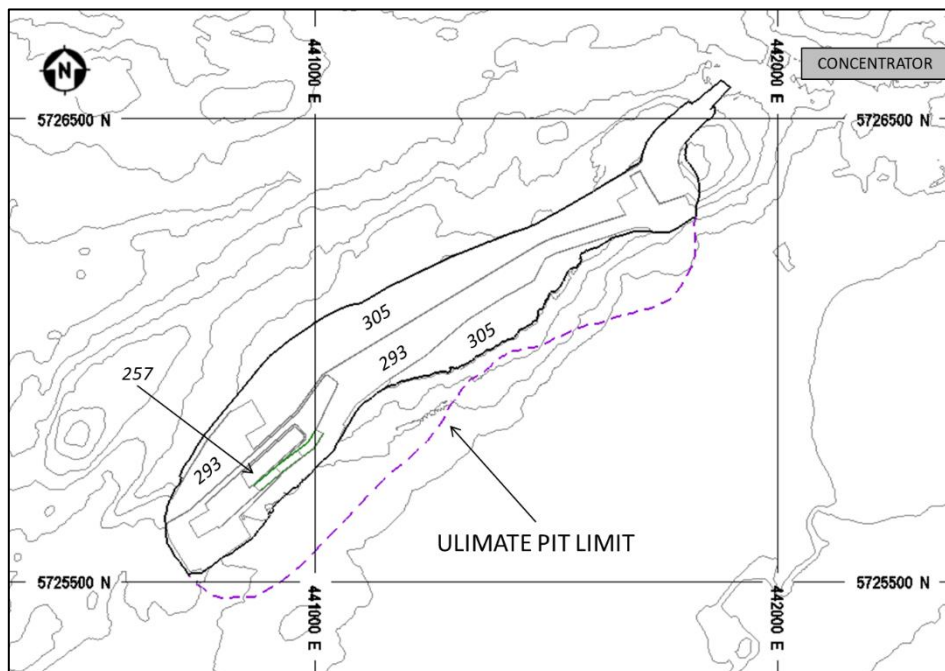 441000 E
442000 E
CONCENTRATOR
N
5726500 N
5726500 N
305
293
305
257
293
ULIMATE PIT LIMIT
5725500 N
5725500 N
441000 E
442000 E